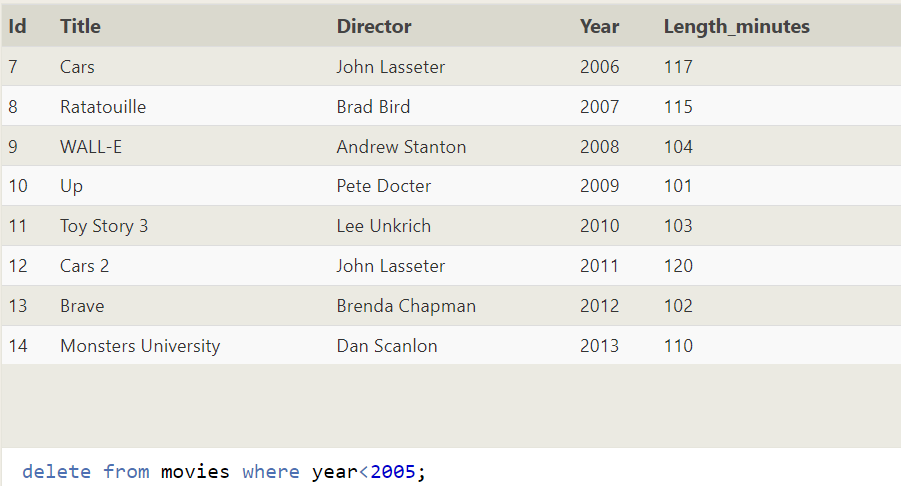 Id Title Director Year Length_minutes
7 Cars John Lasseter 2006 117
8 Ratatouille Brad Bird 2007 115
9 WALL-E Andrew Stanton 2008 104
10 Up Pete Docter 2009 101
11 Toy Story 3 Lee Unkrich 2010 103
12 Cars 2 John Lasseter 2011 120
13 Brave Brenda Chapman 2012 102
14 Monsters University Dan Scanlon 2013 110
delete from movies where year<2005;